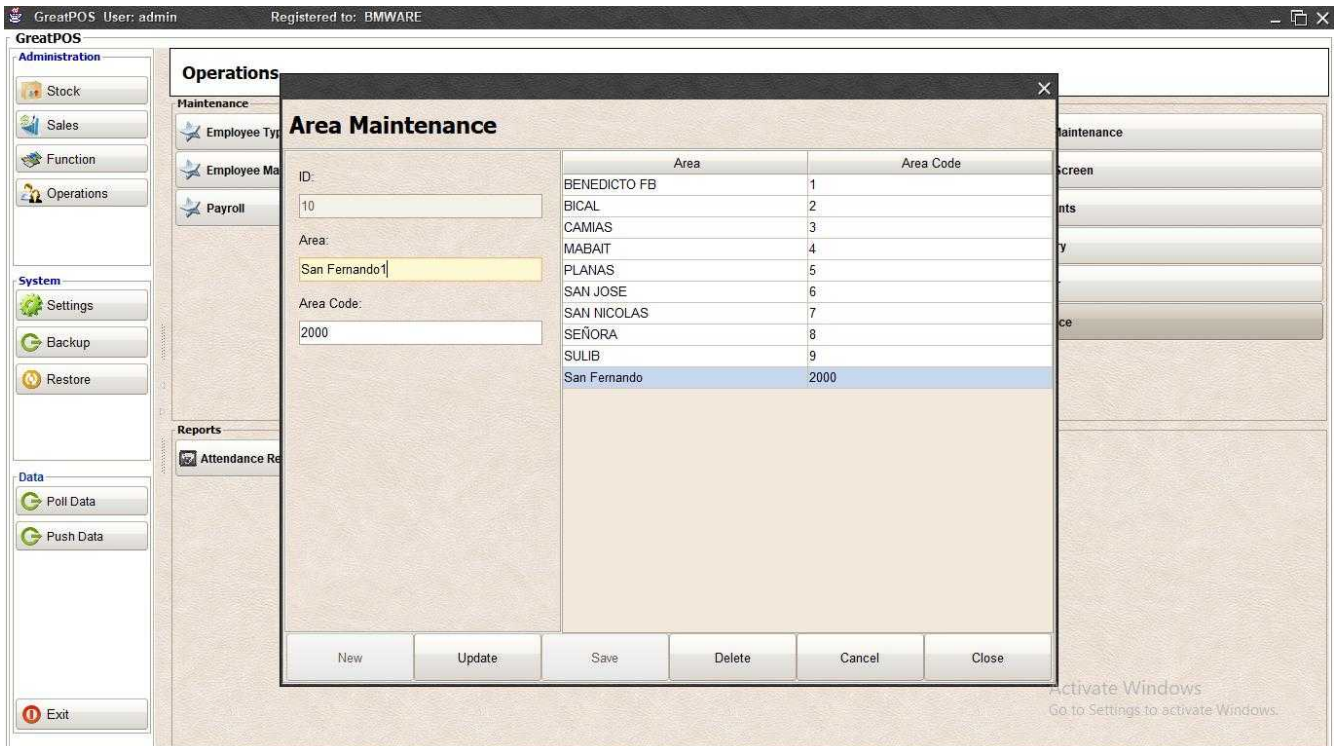 GreatPOS User: admin Registered to: BMWARE
GreatPOS
Administration
Stock
Sales
Function
Operations
System
Settings
Backup
Restore
Data
Poll Data
Push Data
Exit
Operations
Maintenance
Employee Typ
Employee Ma
Payroll
Reports
Attendance Re
Area Maintenance
ID:
10
Area:
San Fernando1
Area Code:
2000
Area Area Code
BENEDICTO FB 1
BICAL 2
CAMIAS 3
MABAIT 4
PLANAS 5
SAN JOSE 6
SAN NICOLAS 7
SEÑORA 8
SULIB 9
San Fernando 2000
New Update Save Delete Cancel Close
Maintenance
Screen
nts
ry
ce
Activate Windows
Go to Settings to activate Windows.